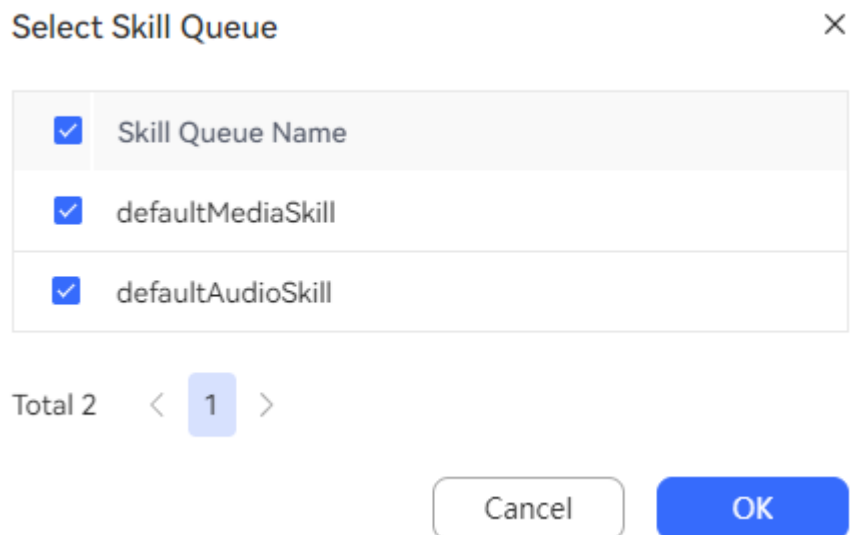 Select Skill Queue
Skill Queue Name
defaultMediaSkill
defaultAudioSkill
Total 2 < 1 >
Cancel OK